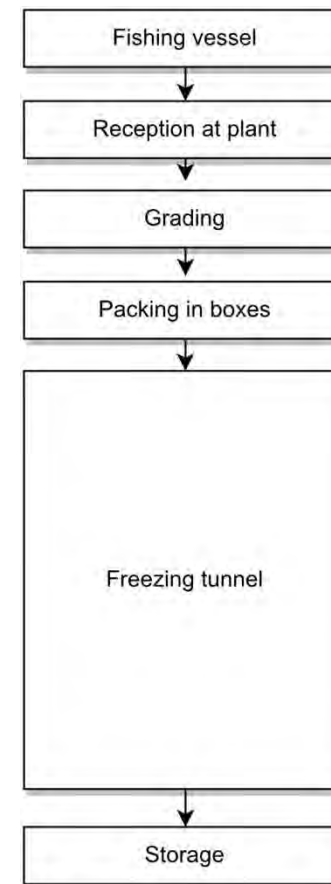 Fishing vessel
Reception at plant
Grading
Packing in boxes
Freezing tunnel
Storage